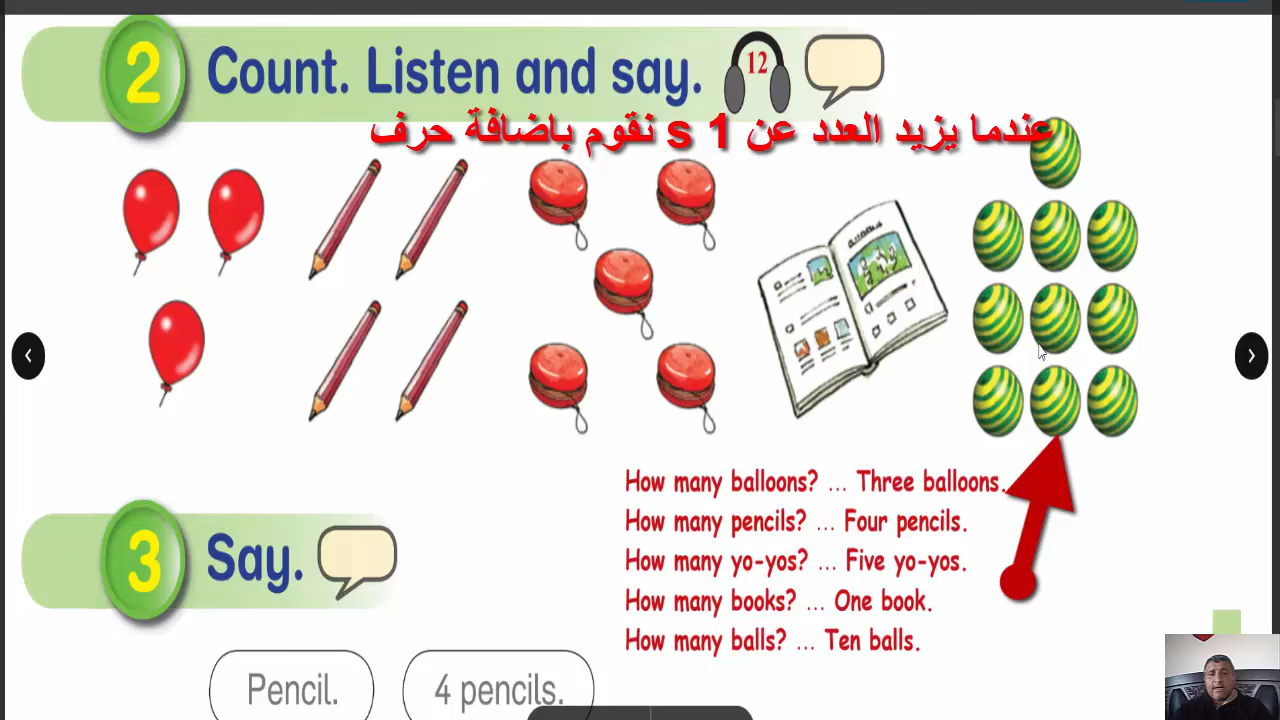 2 Count. Listen and say. 12
عندما يزيد العدد عن 1 s نقوم باضافة حرف
How many balloons? ... Three balloons.
How many pencils? ... Four pencils.
How many yo-yos? ... Five yo-yos.
How many books? ... One book.
How many balls? ... Ten balls.
3 Say.
Pencil. 4 pencils.